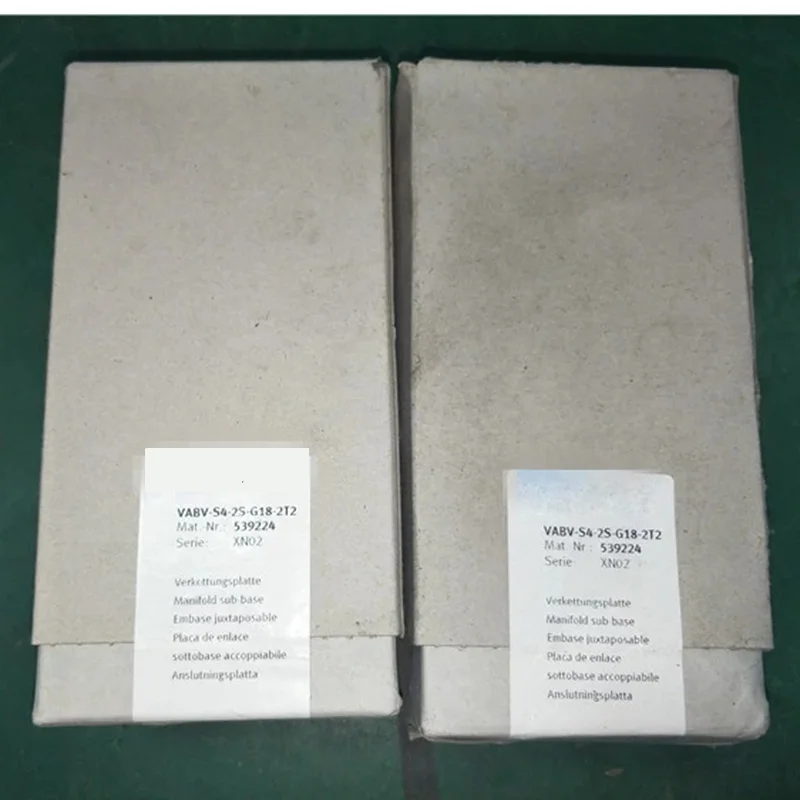 VABV-S4-2S-G18-2T2
Mat. Nr.: 539224
Serie: XN02
Verkettungsplatte
Manifold sub base
Embase juxtaposable
Placa de enlace
sottobase accoppiabile
Anslutningsplatta
VABV-S4-2S-G18-2T2
Mat. Nr.: 539224
Serie XN02
Verkettungsplatte
Manifold sub base
Embase juxtaposable
Placa de enlace
sottobase accoppiabile
Anslutningsplatta